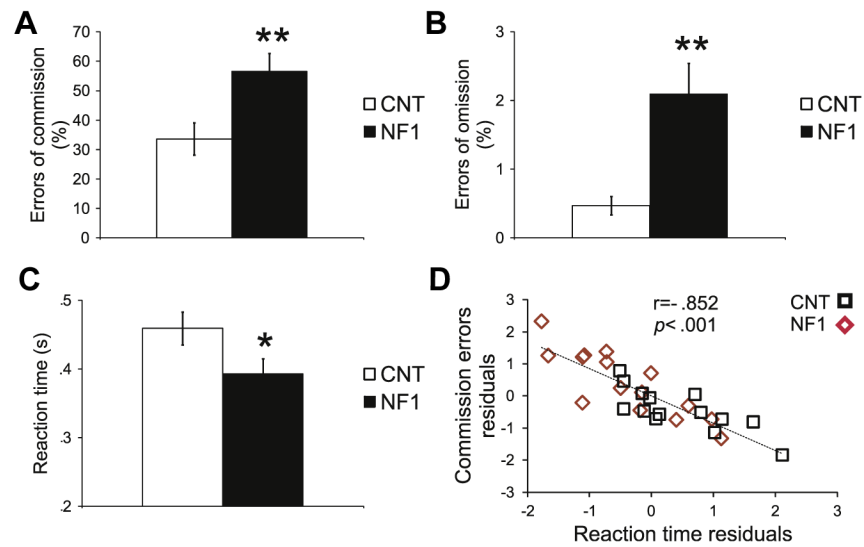 A
Errors of commission
(%)
70
60
50
40
30
20
10
0
**
CNT
NF1
B
Errors of omission
(%)
3
2
1
0
**
CNT
NF1
C
Reaction time (s)
.5
.4
.3
.2
*
CNT
NF1
D
Commission errors
residuals
3
2
1
0
-1
-2
-3
r=- .852
p< .001
CNT
NF1
-2 -1 0 1 2 3
Reaction time residuals